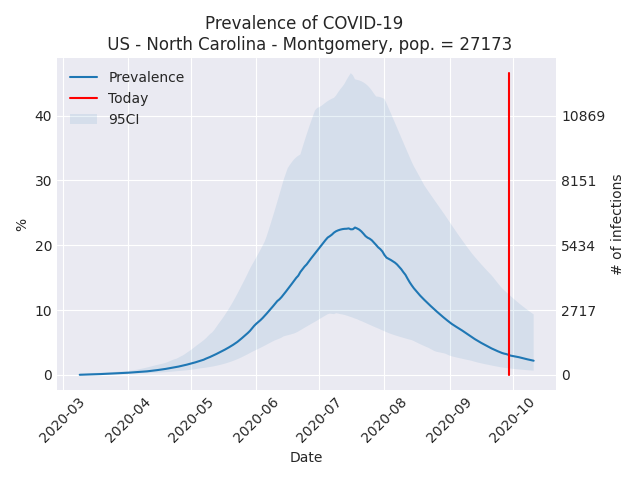 Prevalence of COVID-19
US - North Carolina - Montgomery, pop. = 27173
Prevalence
Today
95CI
40
30
20
10
0
%
10869
8151
5434
2717
0
# of infections
2020-03
2020-04
2020-05
2020-06
2020-07
2020-08
2020-09
2020-10
Date